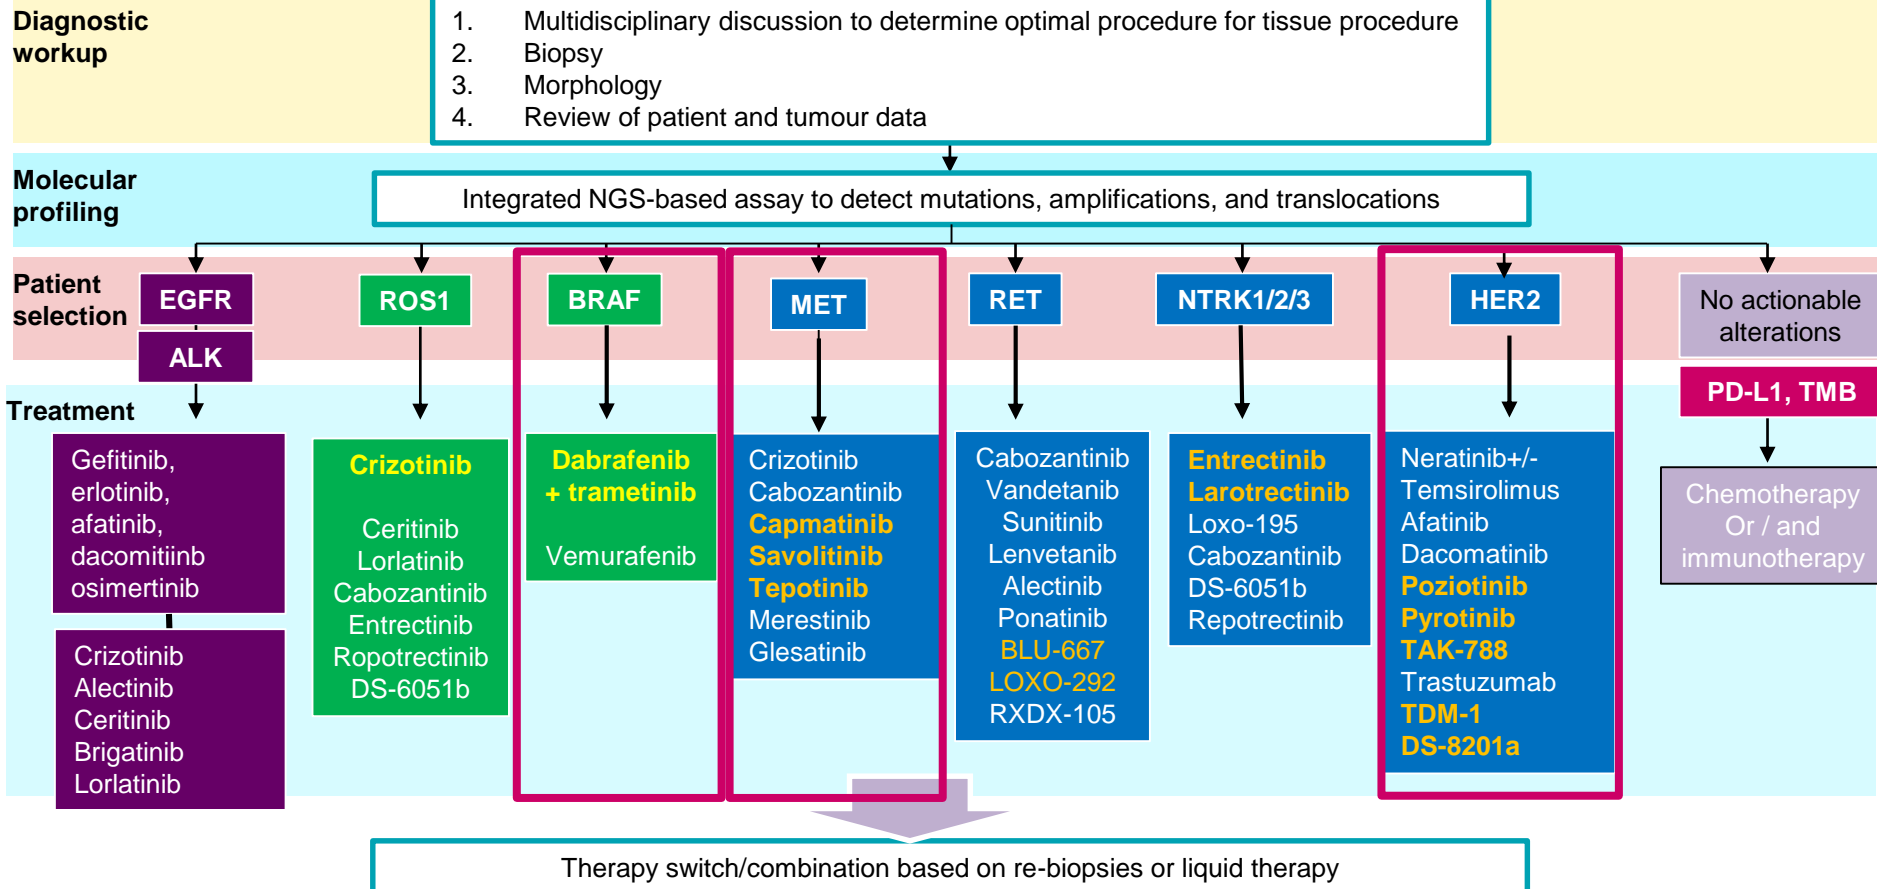 Diagnostic
workup
1. Multidisciplinary discussion to determine optimal procedure for tissue procedure
2. Biopsy
3. Morphology
4. Review of patient and tumour data
Molecular
profiling
Integrated NGS-based assay to detect mutations, amplifications, and translocations
Patient
selection
EGFR
ALK
ROS1
BRAF
MET
RET
NTRK1/2/3
HER2
No actionable
alterations
PD-L1, TMB
Treatment
Gefitinib,
erlotinib,
afatinib,
dacomitiinb
osimertinib
Crizotinib
Alectinib
Ceritinib
Brigatinib
Lorlatinib
Crizotinib
Ceritinib
Lorlatinib
Cabozantinib
Entrectinib
Ropotrectinib
DS-6051b
Dabrafenib
+ trametinib
Vemurafenib
Crizotinib
Cabozantinib
Capmatinib
Savolitinib
Tepotinib
Merestinib
Glesatinib
Cabozantinib
Vandetanib
Sunitinib
Lenvetanib
Alectinib
Ponatinib
BLU-667
LOXO-292
RXDX-105
Entrectinib
Larotrectinib
Loxo-195
Cabozantinib
DS-6051b
Repotrectinib
Neratinib+/-
Temsirolimus
Afatinib
Dacomatinib
Poziotinib
Pyrotinib
TAK-788
Trastuzumab
TDM-1
DS-8201a
Chemotherapy
Or / and
immunotherapy
Therapy switch/combination based on re-biopsies or liquid therapy